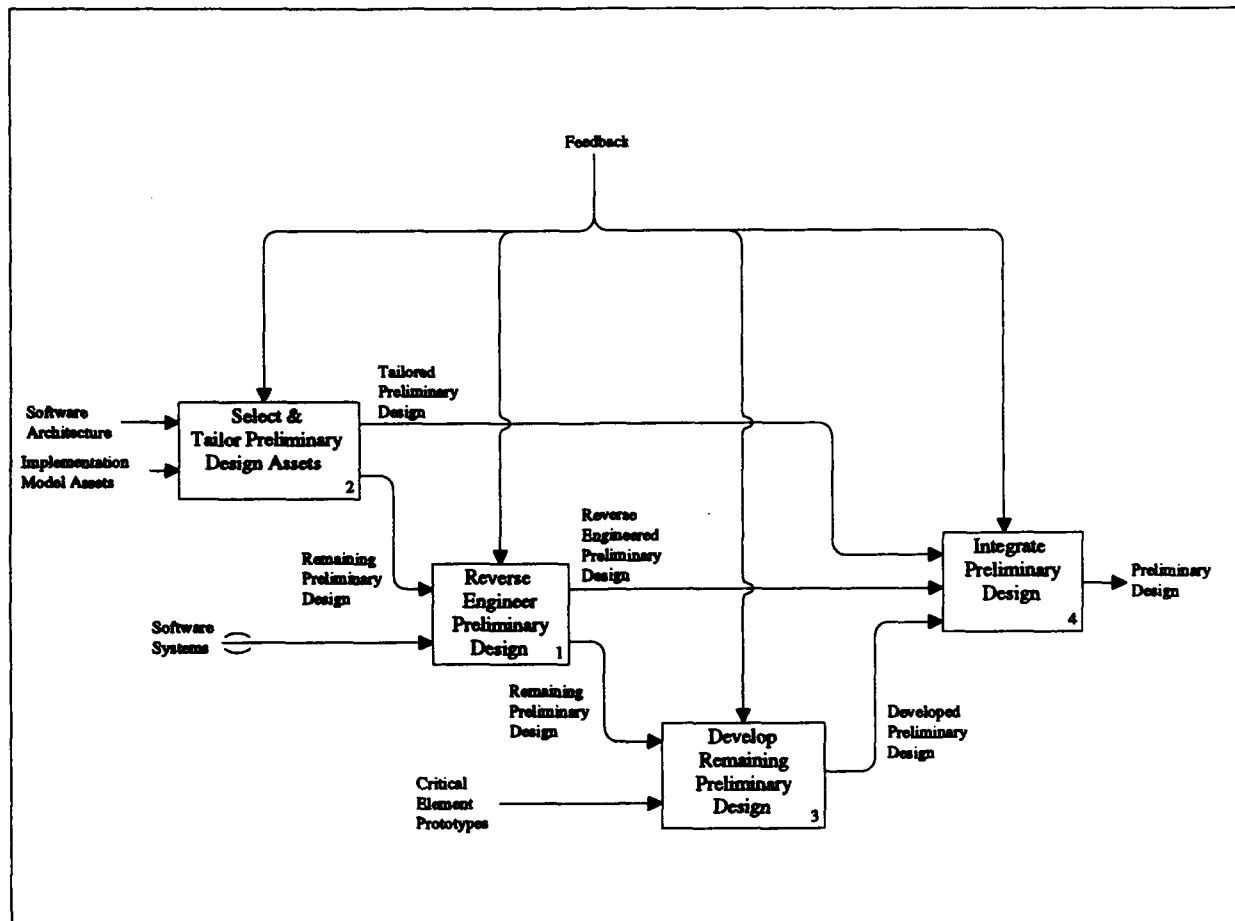 Feedback
Tailored
Preliminary
Design
Software
Architecture
Implementation
Model Assets
Select &
Tailor Preliminary
Design Assets
2
Remaining
Preliminary
Design
Software
Systems
Reverse
Engineer
Preliminary
Design
1
Reverse
Engineered
Preliminary
Design
Integrate
Preliminary
Design
4
Preliminary
Design
Remaining
Preliminary
Design
Critical
Element
Prototypes
Develop
Remaining
Preliminary
Design
3
Developed
Preliminary
Design